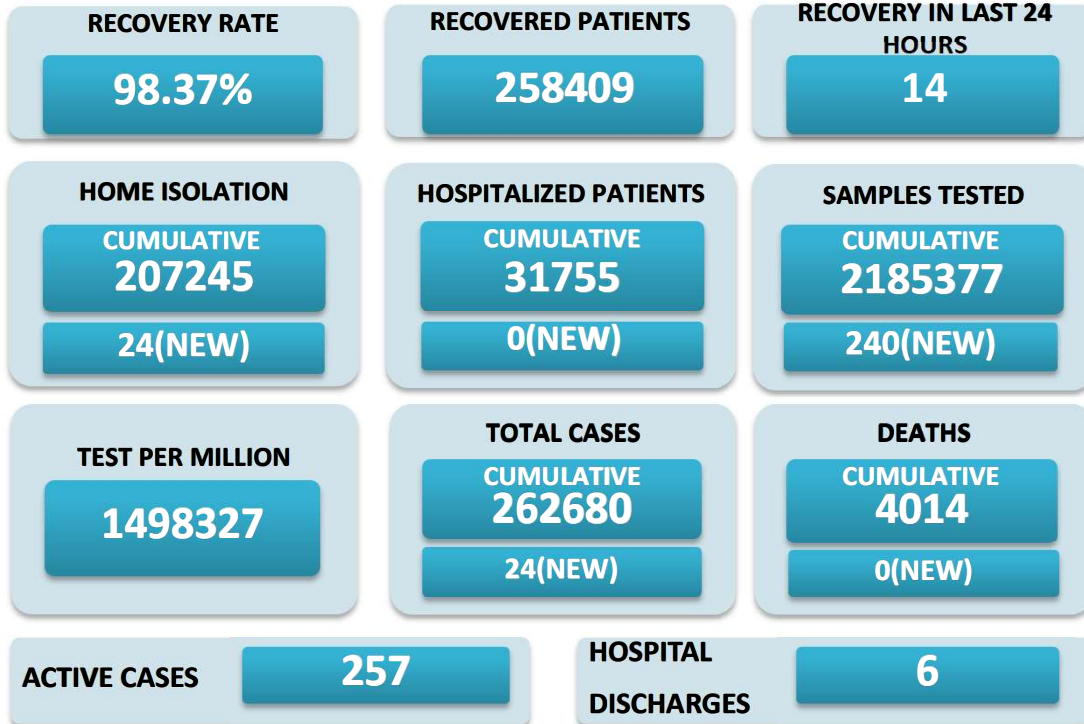 RECOVERY RATE
98.37%
RECOVERED PATIENTS
258409
RECOVERY IN LAST 24
HOURS
14
HOME ISOLATION
CUMULATIVE
207245
24(NEW)
HOSPITALIZED PATIENTS
CUMULATIVE
31755
0(NEW)
SAMPLES TESTED
CUMULATIVE
2185377
240(NEW)
TEST PER MILLION
1498327
TOTAL CASES
CUMULATIVE
262680
24(NEW)
DEATHS
CUMULATIVE
4014
0(NEW)
ACTIVE CASES
257
HOSPITAL
DISCHARGES
6